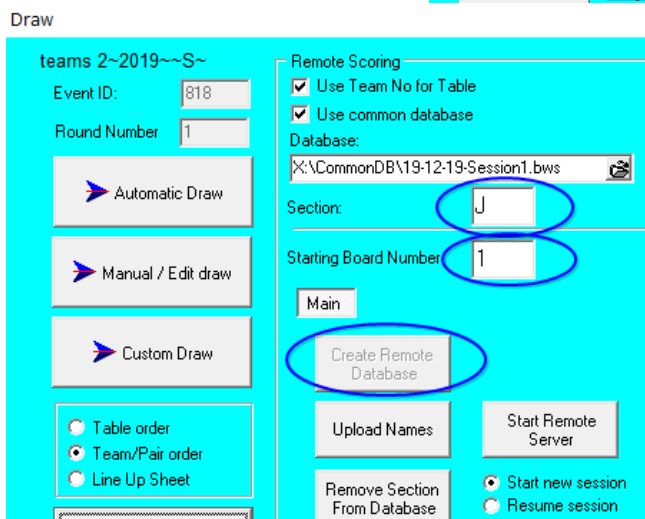 Draw
teams 2~2019~~S~
Event ID: 818
Round Number 1
Automatic Draw
Manual / Edit draw
Custom Draw
Table order
Team/Pair order
Line Up Sheet
Remote Scoring
Use Team No for Table
Use common database
Database:
X:\CommonDB\19-12-19-Session1.bws
Section: J
Starting Board Number 1
Main
Create Remote
Database
Upload Names
Start Remote
Server
Remove Section
From Database
Start new session
Resume session